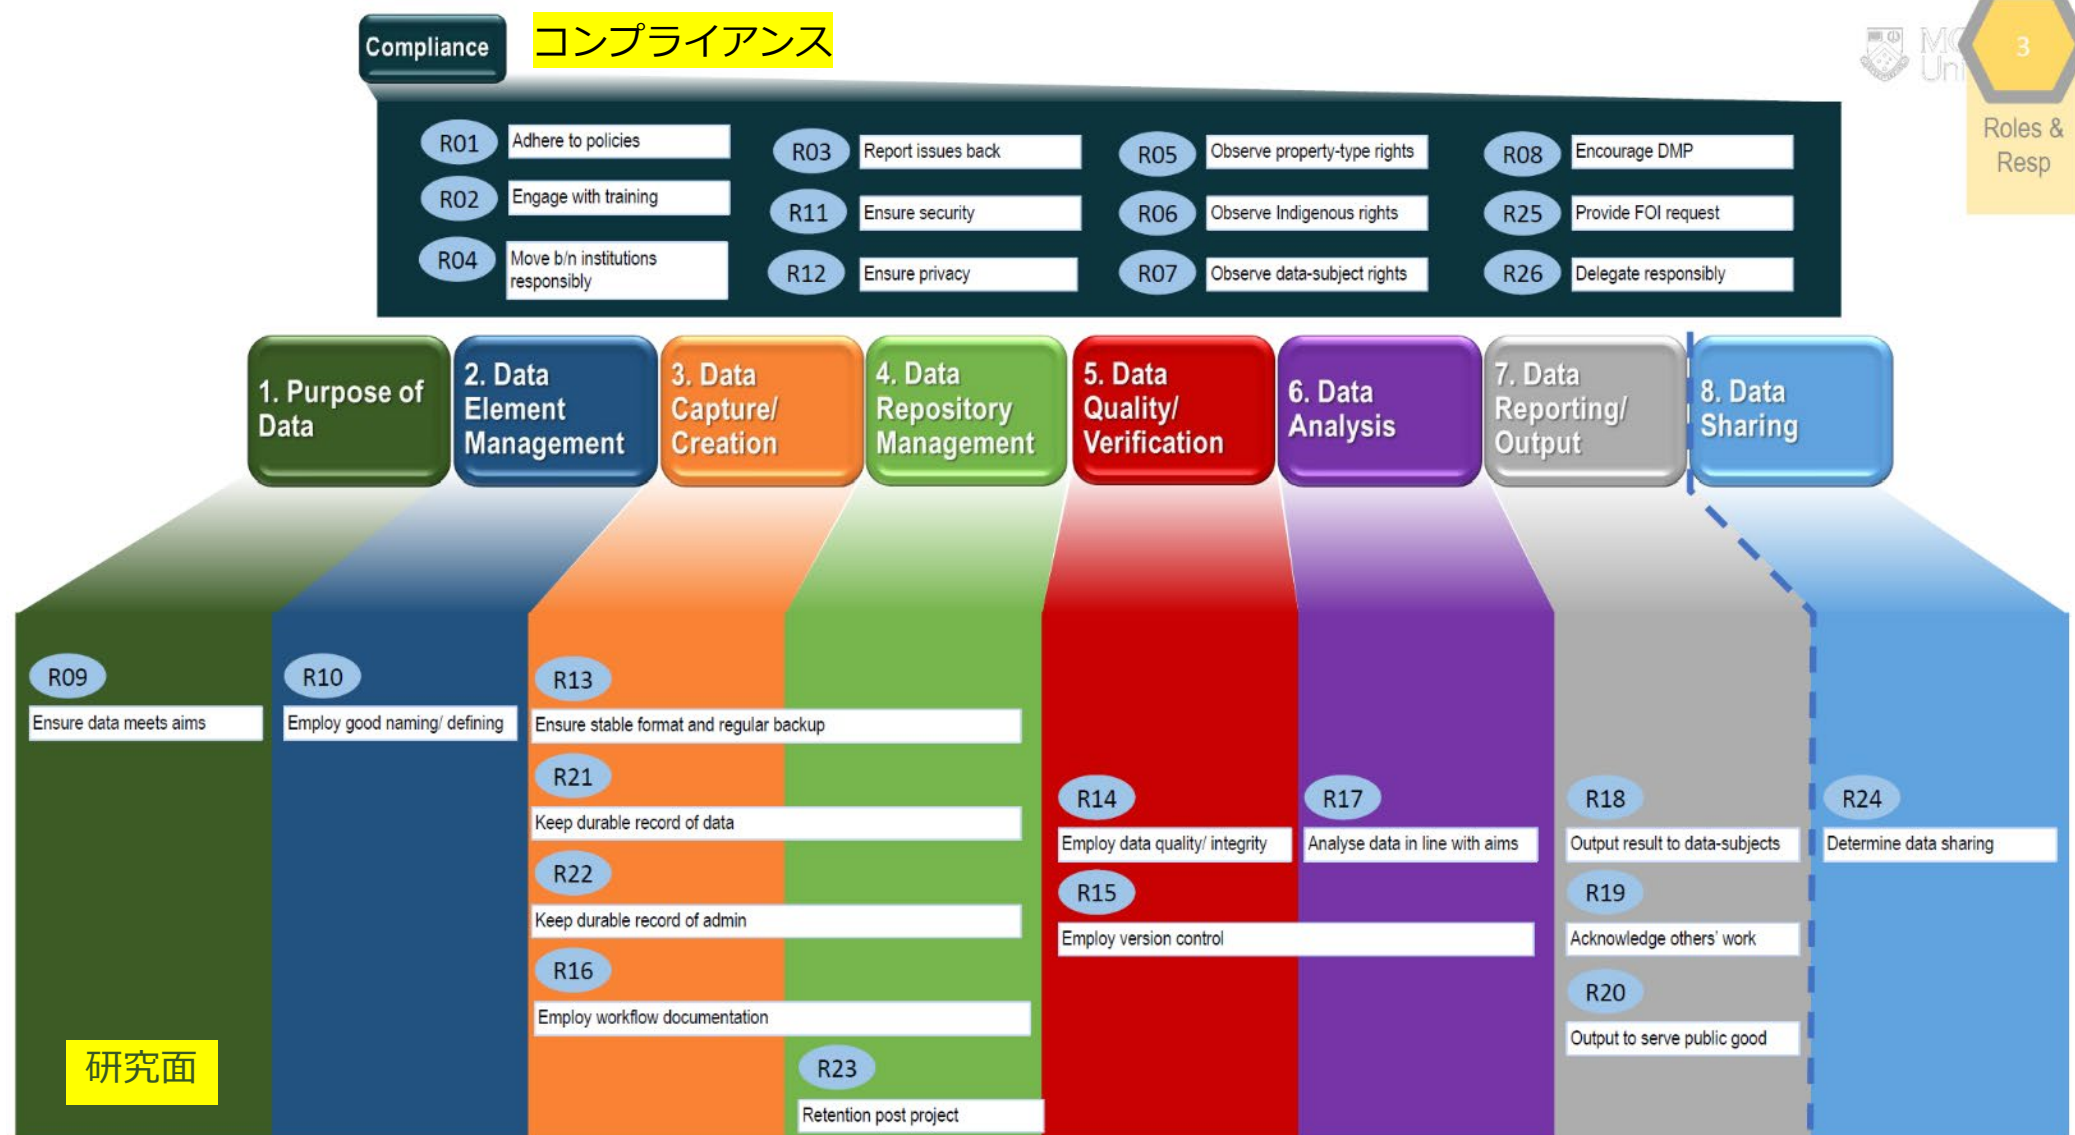 Compliance
コンプライアンス
3
Roles &
Resp
R01
Adhere to policies
R02
Engage with training
R04
Move b/n institutions
responsibly
R03
Report issues back
R11
Ensure security
R12
Ensure privacy
R05
Observe property-type rights
R06
Observe Indigenous rights
R07
Observe data-subject rights
R08
Encourage DMP
R25
Provide FOI request
R26
Delegate responsibly
1. Purpose of
Data
2. Data
Element
Management
3. Data
Capture/
Creation
4. Data
Repository
Management
5. Data
Quality/
Verification
6. Data
Analysis
7. Data
Reporting/
Output
8. Data
Sharing
R09
Ensure data meets aims
R10
Employ good naming/ defining
R13
Ensure stable format and regular backup
R21
Keep durable record of data
R22
Keep durable record of admin
R16
Employ workflow documentation
R23
Retention post project
R14
Employ data quality/ integrity
R15
Employ version control
R17
Analyse data in line with aims
R18
Output result to data-subjects
R19
Acknowledge others' work
R20
Output to serve public good
R24
Determine data sharing
研究面